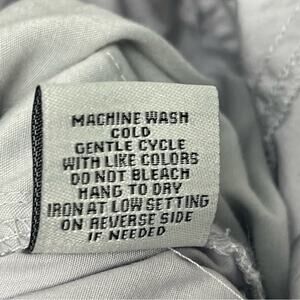 MACHINE WASH
COLD
GENTLE CYCLE
WITH LIKE COLORS
DO NOT BLEACH
HANG TO DRY
IRON AT LOW SETTING
ON REVERSE SIDE
IF NEEDED